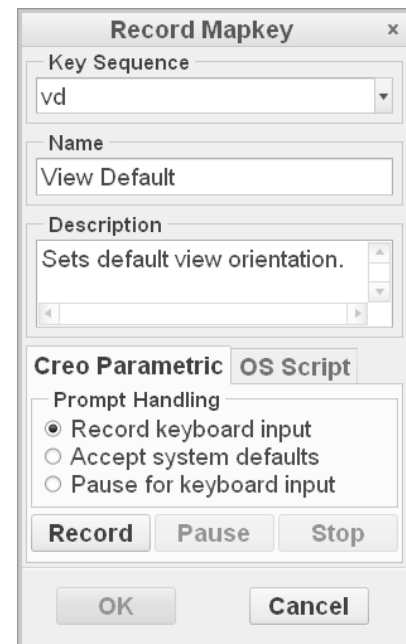 Record Mapkey x
Key Sequence
vd
Name
View Default
Description
Sets default view orientation.
Creo Parametric OS Script
Prompt Handling
Record keyboard input
Accept system defaults
Pause for keyboard input
Record Pause Stop
OK Cancel